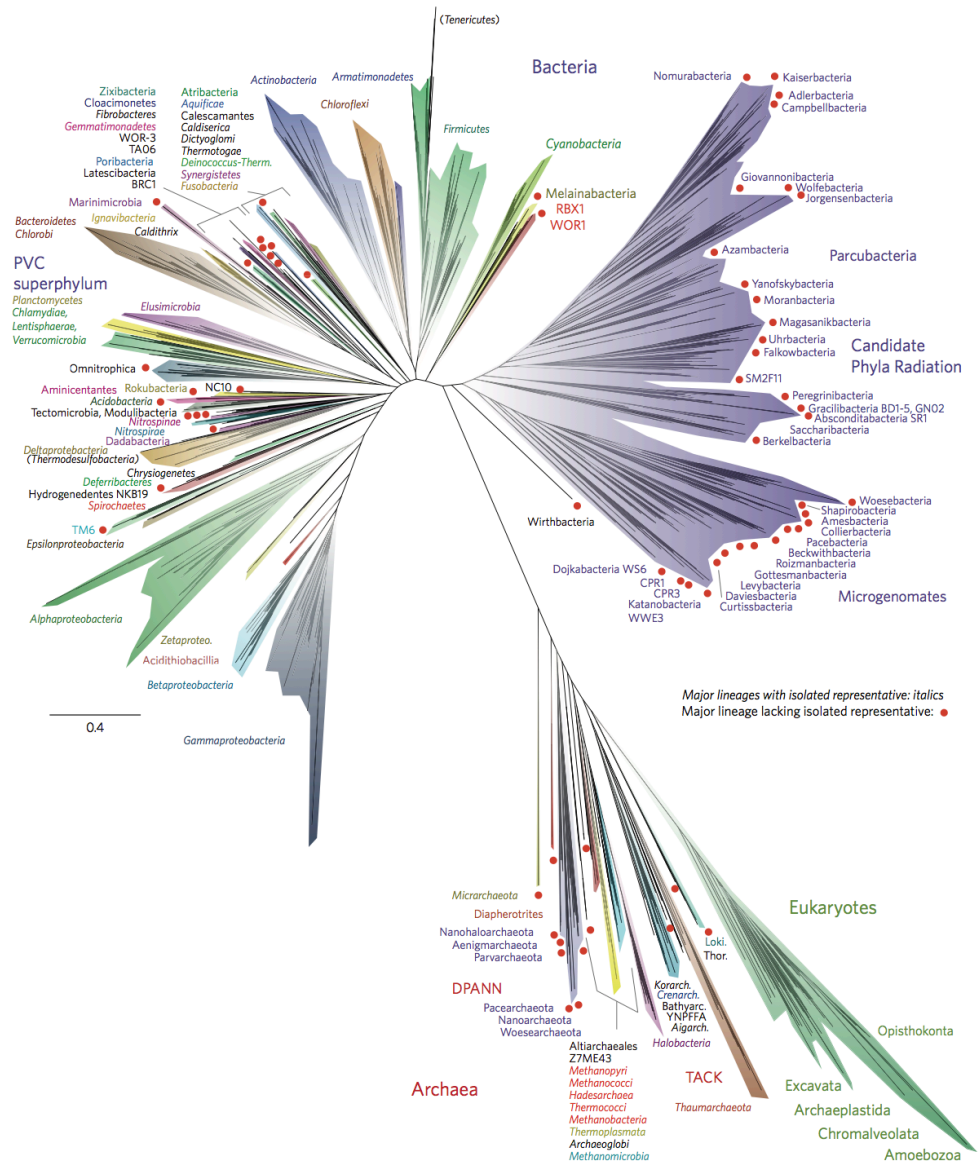 (Tenericutes)
Bacteria
Actinobacteria
Armatimonadetes
Nomurabacteria
Kaiserbacteria
Adlerbacteria
Campbellbacteria
Zixibacteria
Cloacimonetes
Fibrobacteres
Gemmatimonadetes
WOR-3
TA06
Poribacteria
Latescibacteria
BRC1
Atribacteria
Aquificae
Calescamantes
Caldiserica
Dictyoglomi
Thermotogae
Deinococcus-Therm.
Synergistetes
Fusobacteria
Chloroflexi
Firmicutes
Cyanobacteria
Melainabacteria
RBX1
WOR1
Giovannonibacteria
Wolfebacteria
Jorgensenbacteria
Marinimicrobia
Bacteroidetes
Chlorobi
Ignavibacteria
Caldithrix
Azambacteria
Parcubacteria
PVC
superphylum
Planctomycetes
Chlamydiae,
Lentisphaerae,
Verrucomicrobia
Elusimicrobia
Yanofskybacteria
Moranbacteria
Magasanikbacteria
Uhrbacteria
Falkowbacteria
Candidate
Phyla Radiation
SM2F11
Omnitrophica
Aminicentantes
Rokubacteria
NC10
Acidobacteria
Tectomicrobia, Modulibacteria
Nitrospinae
Nitrospirae
Dadabacteria
Deltaprotebacteria
(Thermodesulfobacteria)
Chrysiogenetes
Deferribacteres
Hydrogenedentes NKB19
Spirochaetes
TM6
Epsilonproteobacteria
Peregrinibacteria
Gracilibacteria BD1-5, GN02
Absconditabacteria SR1
Saccharibacteria
Berkelbacteria
Wirthbacteria
Woesebacteria
Shapirobacteria
Amesbacteria
Collierbacteria
Pacebacteria
Beckwithbacteria
Roizmanbacteria
Gottesmanbacteria
Levybacteria
Daviesbacteria
Curtissbacteria
Dojkabacteria WS6
CPR1
CPR3
Katanobacteria
WWE3
Microgenomates
Alphaproteobacteria
Zetaproteo.
Acidithiobacillia
Betaproteobacteria
Gammaproteobacteria
0.4
Major lineages with isolated representative: italics
Major lineage lacking isolated representative:
Micrarchaeota
Diapherotrites
Nanohaloarchaeota
Aenigmarchaeota
Parvarchaeota
DPANN
Pacearchaeota
Nanoarchaeota
Woesearchaeota
Archaea
Altiarchaeales
Z7ME43
Methanopyri
Methanococci
Hadesarchaea
Thermococci
Methanobacteria
Thermoplasmata
Archaeoglobi
Methanomicrobia
Halobacteria
Loki.
Thor.
Korarch.
Crenarch.
Bathyarc.
YNPFFA
Aigarch.
TACK
Thaumarchaeota
Eukaryotes
Opisthokonta
Excavata
Archaeplastida
Chromalveolata
Amoebozoa